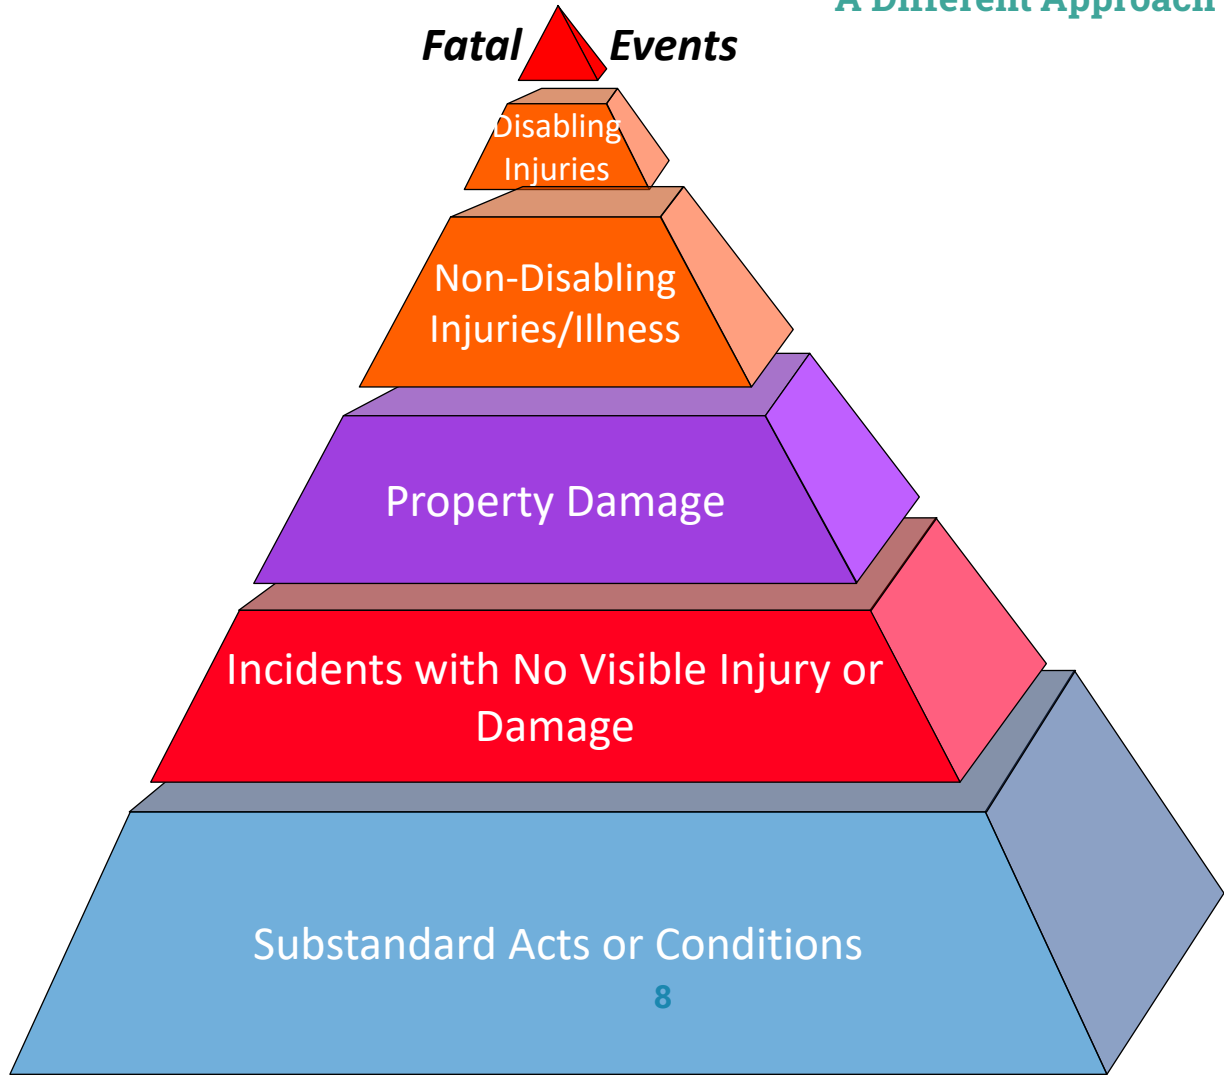 A Different Approach
Fatal Events
Disabling
Injuries
Non-Disabling
Injuries/Illness
Property Damage
Incidents with No Visible Injury or
Damage
Substandard Acts or Conditions
8